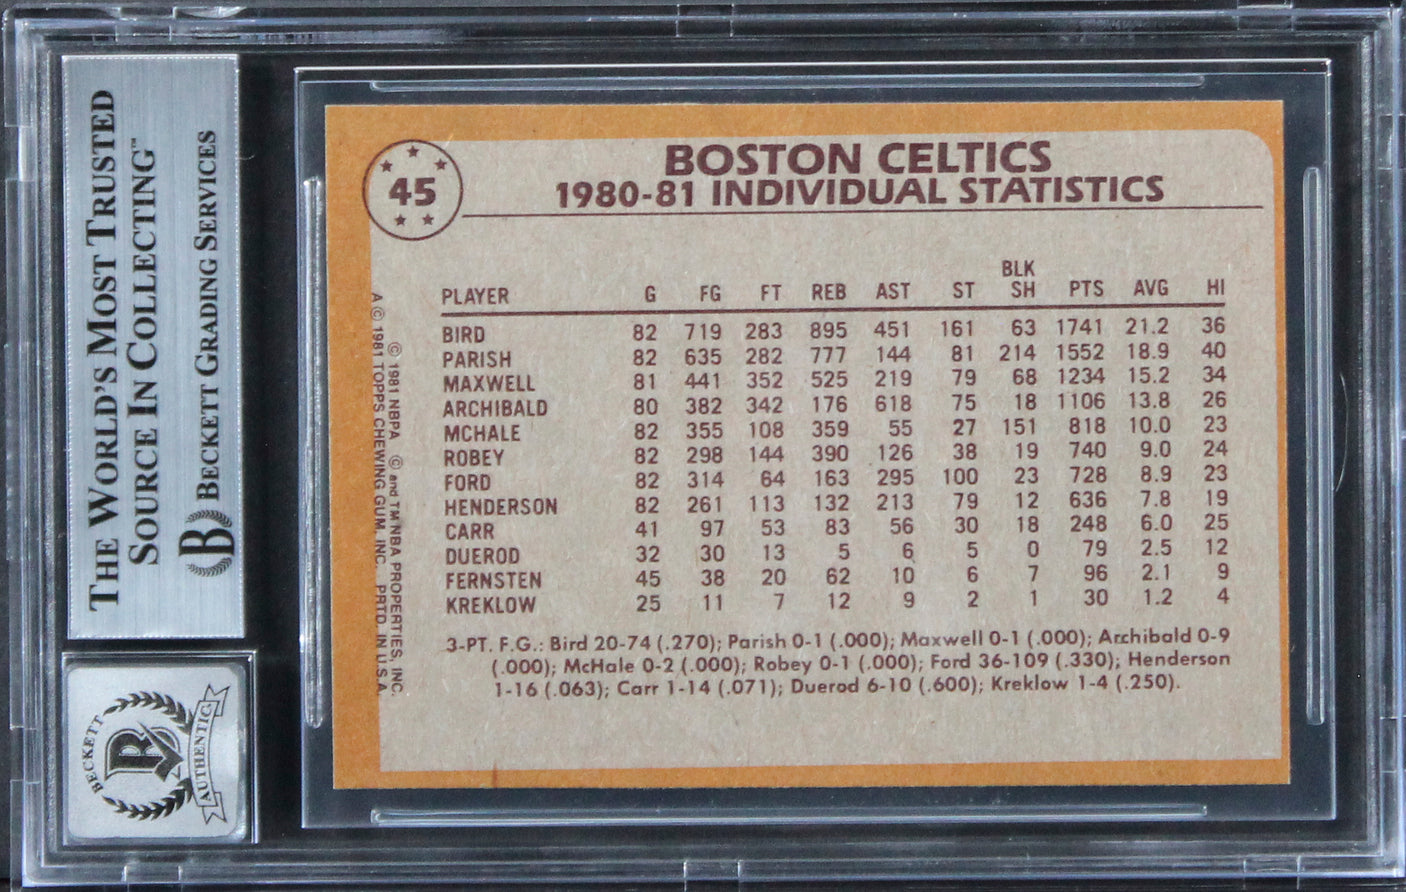 THE WORLD'S MOST TRUSTED
SOURCE IN COLLECTING™
B BECKETT GRADING SERVICES
BECKETT
B
AUTHENTIC
45
BOSTON CELTICS
1980-81 INDIVIDUAL STATISTICS
PLAYER G FG FT REB AST ST BLK SH PTS AVG HI
BIRD 82 719 283 895 451 161 63 1741 21.2 36
PARISH 82 635 282 777 144 81 214 1552 18.9 40
MAXWELL 81 441 352 525 219 79 68 1234 15.2 34
ARCHIBALD 80 382 342 176 618 75 18 1106 13.8 26
MCHALE 82 355 108 359 55 27 151 818 10.0 23
ROBEY 82 298 144 390 126 38 19 740 9.0 24
FORD 82 314 64 163 295 100 23 728 8.9 23
HENDERSON 82 261 113 132 213 79 12 636 7.8 19
CARR 41 97 53 83 56 30 18 248 6.0 25
DUEROD 32 30 13 5 6 5 0 79 2.5 12
FERNSTEN 45 38 20 62 10 6 7 96 2.1 9
KREKLOW 25 11 7 12 9 2 1 30 1.2 4
3-PT. F.G.: Bird 20-74 (.270); Parish 0-1 (.000); Maxwell 0-1 (.000); Archibald 0-9
(.000); McHale 0-2 (.000); Robey 0-1 (.000); Ford 36-109 (.330); Henderson
1-16 (.063); Carr 1-14 (.071); Duerod 6-10 (.600); Kreklow 1-4 (.250).
© 1981 NBPA © and TM NBA PROPERTIES, INC.
A © 1981 TOPPS CHEWING GUM, INC. PRTD. IN U.S.A.